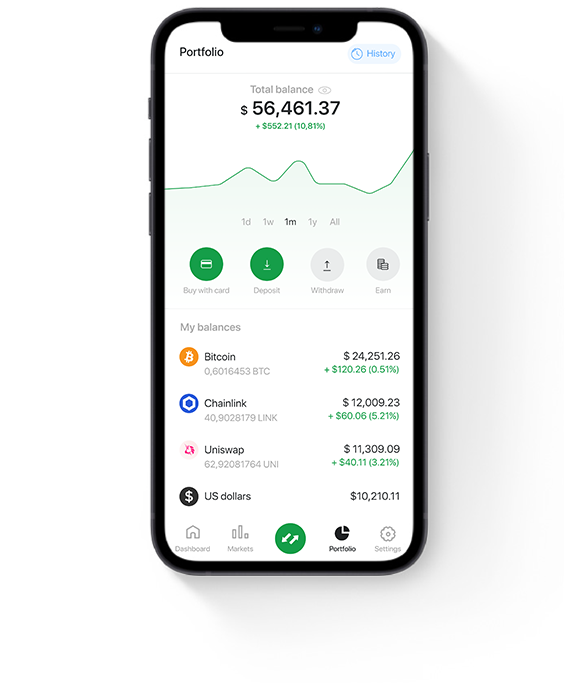 Portfolio
History
Total balance
$ 56,461.37
+ $552.21 (10,81%)
1d 1w 1m 1y All
Buy with card Deposit Withdraw Earn
My balances
Bitcoin $ 24,251.26
0,6016453 BTC + $120.26 (0.51%)
Chainlink $ 12,009.23
40,9028179 LINK + $60.06 (5.21%)
Uniswap $ 11,309.09
62,92081764 UNI + $40.11 (3.21%)
US dollars $10,210.11
Dashboard Markets Portfolio Settings